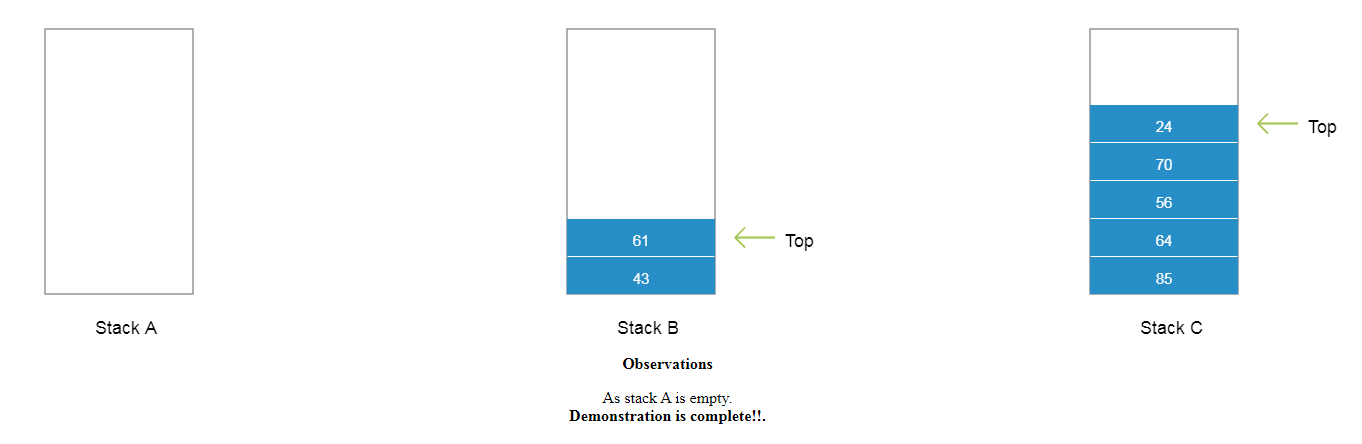 24
Top
70
56
61
Top
64
43
85
Stack A
Stack B
Stack C
Observations
As stack A is empty.
Demonstration is complete!!.